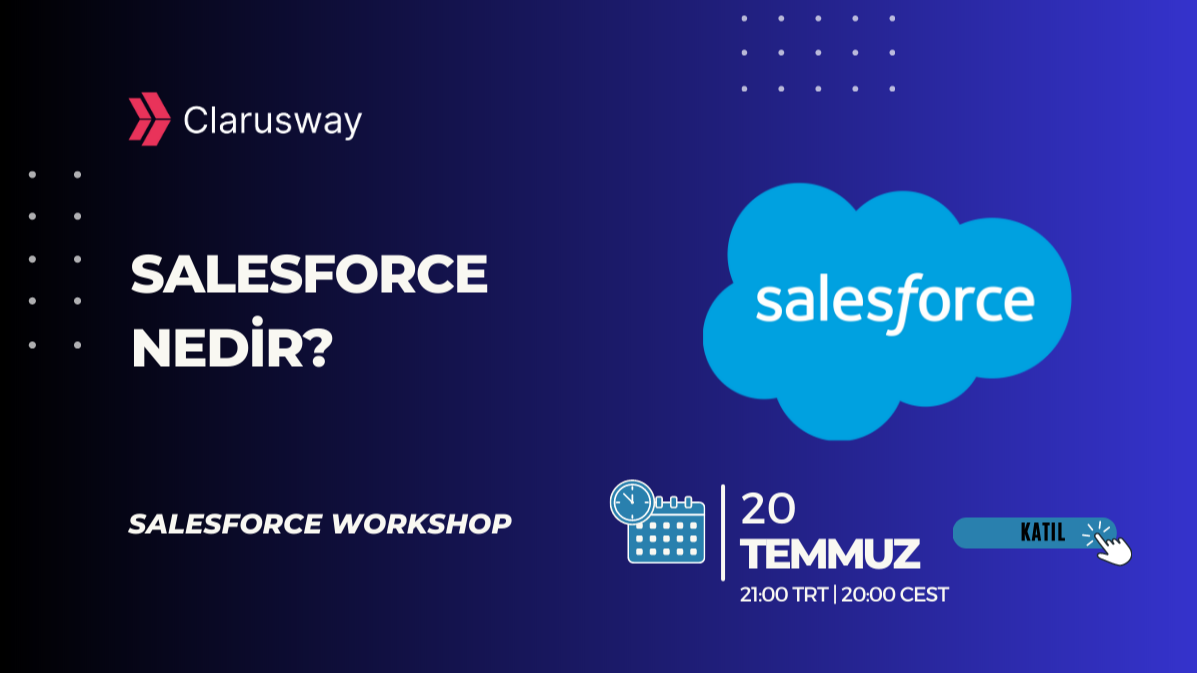 Clarusway
SALESFORCE
NEDİR?
salesforce
SALESFORCE WORKSHOP
20
TEMMUZ
21:00 TRT | 20:00 CEST
KATIL